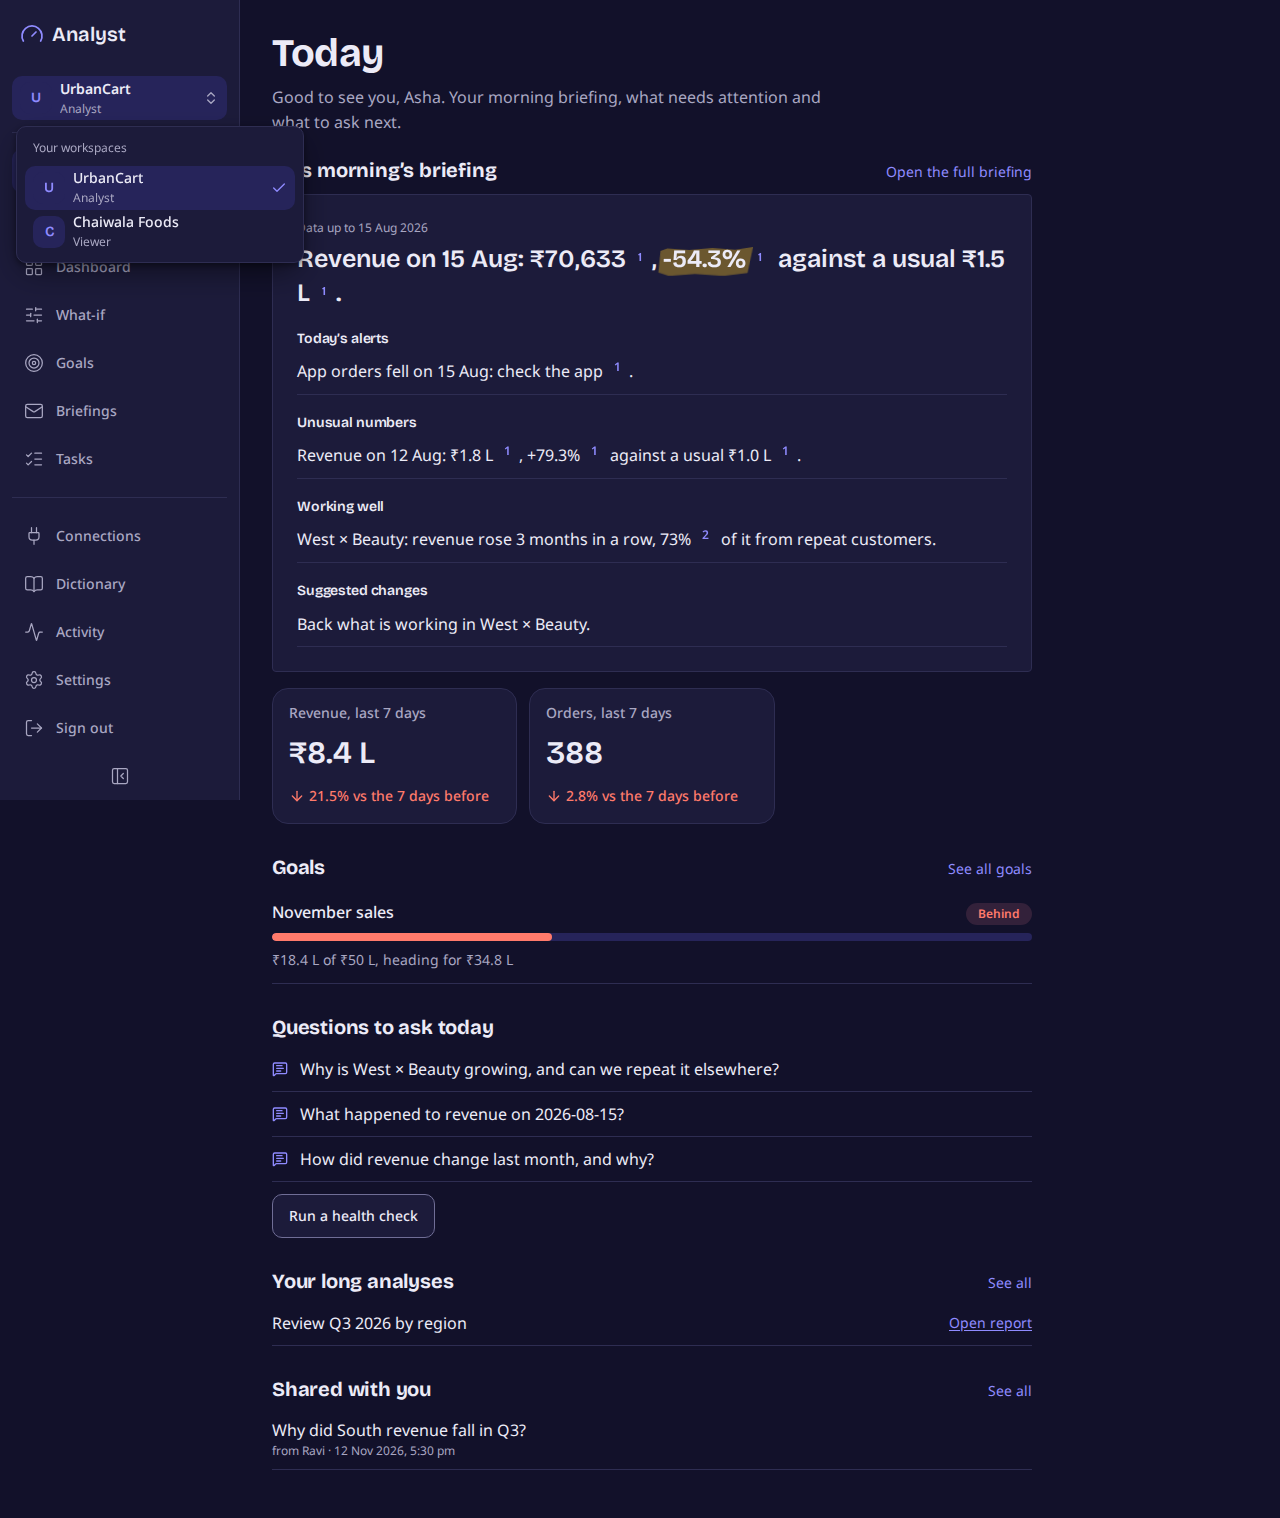 Analyst
U
UrbanCart
Analyst
Your workspaces
U
UrbanCart
Analyst
C
Chaiwala Foods
Viewer
Dashboard
What-if
Goals
Briefings
Tasks
Connections
Dictionary
Activity
Settings
Sign out
Today
Good to see you, Asha. Your morning briefing, what needs attention and
what to ask next.
s morning’s briefing
Open the full briefing
ata up to 15 Aug 2026
Revenue on 15 Aug: ₹70,633 1 , -54.3% 1 against a usual ₹1.5
L 1 .
Today’s alerts
App orders fell on 15 Aug: check the app 1 .
Unusual numbers
Revenue on 12 Aug: ₹1.8 L 1 , +79.3% 1 against a usual ₹1.0 L 1 .
Working well
West × Beauty: revenue rose 3 months in a row, 73% 2 of it from repeat customers.
Suggested changes
Back what is working in West × Beauty.
Revenue, last 7 days
₹8.4 L
21.5% vs the 7 days before
Orders, last 7 days
388
2.8% vs the 7 days before
Goals
See all goals
November sales
Behind
₹18.4 L of ₹50 L, heading for ₹34.8 L
Questions to ask today
Why is West × Beauty growing, and can we repeat it elsewhere?
What happened to revenue on 2026-08-15?
How did revenue change last month, and why?
Run a health check
Your long analyses
See all
Review Q3 2026 by region
Open report
Shared with you
See all
Why did South revenue fall in Q3?
from Ravi · 12 Nov 2026, 5:30 pm